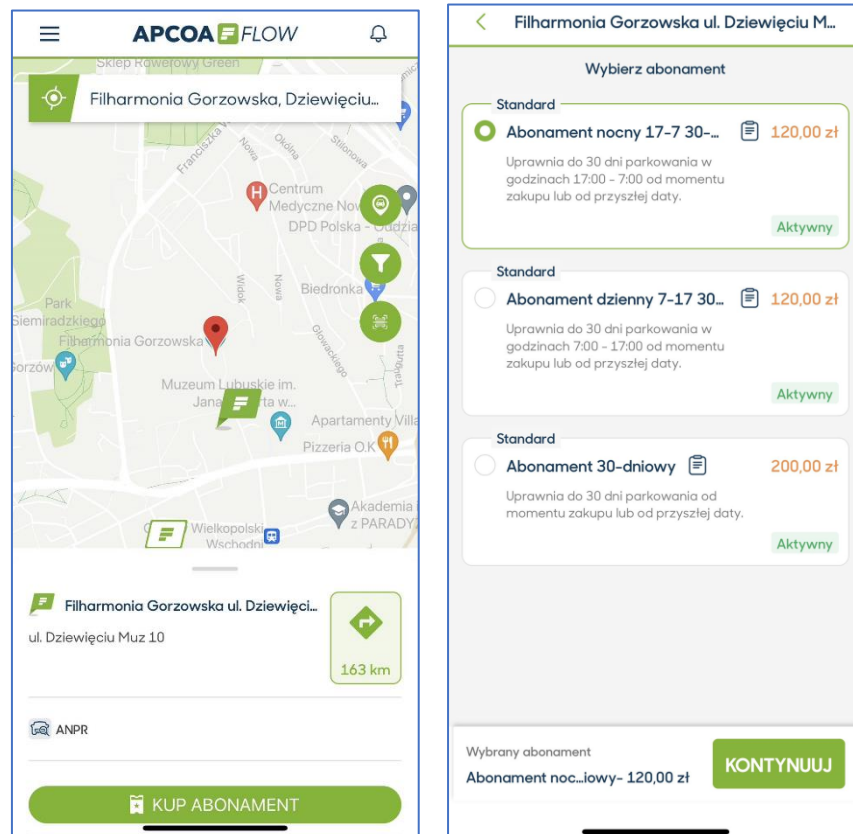 APCOA FLOW
Sklep Rowerowy Green
Filharmonia Gorzowska, Dziewięciu...
Nowa
Okólna
Stilonowa
Centrum
Medyczne Nov
DPD Polska - Oddzia
Widok
Nowa
Biedronka
Park
Siemiradzkiego
Filharmonia Gorzowska
Głowackiego
Muzeum Lubuskie im.
Jana
Apartamenty Villa
Pizzeria O.K
Akademia
z PARADY
Wielkopolski
Wschodni
Filharmonia Gorzowska ul. Dziewięci...
ul. Dziewięciu Muz 10
163 km
ANPR
KUP ABONAMENT
Filharmonia Gorzowska ul. Dziewięciu M...
Wybierz abonament
Standard
Abonament nocny 17-7 30-... 120,00 zł
Uprawnia do 30 dni parkowania w
godzinach 17:00 - 7:00 od momentu
zakupu lub od przyszłej daty.
Aktywny
Standard
Abonament dzienny 7-17 30... 120,00 zł
Uprawnia do 30 dni parkowania w
godzinach 7:00 - 17:00 od momentu
zakupu lub od przyszłej daty.
Aktywny
Standard
Abonament 30-dniowy 200,00 zł
Uprawnia do 30 dni parkowania od
momentu zakupu lub od przyszłej daty.
Aktywny
Wybrany abonament
Abonament noc...iowy- 120,00 zł
KONTYNUUJ